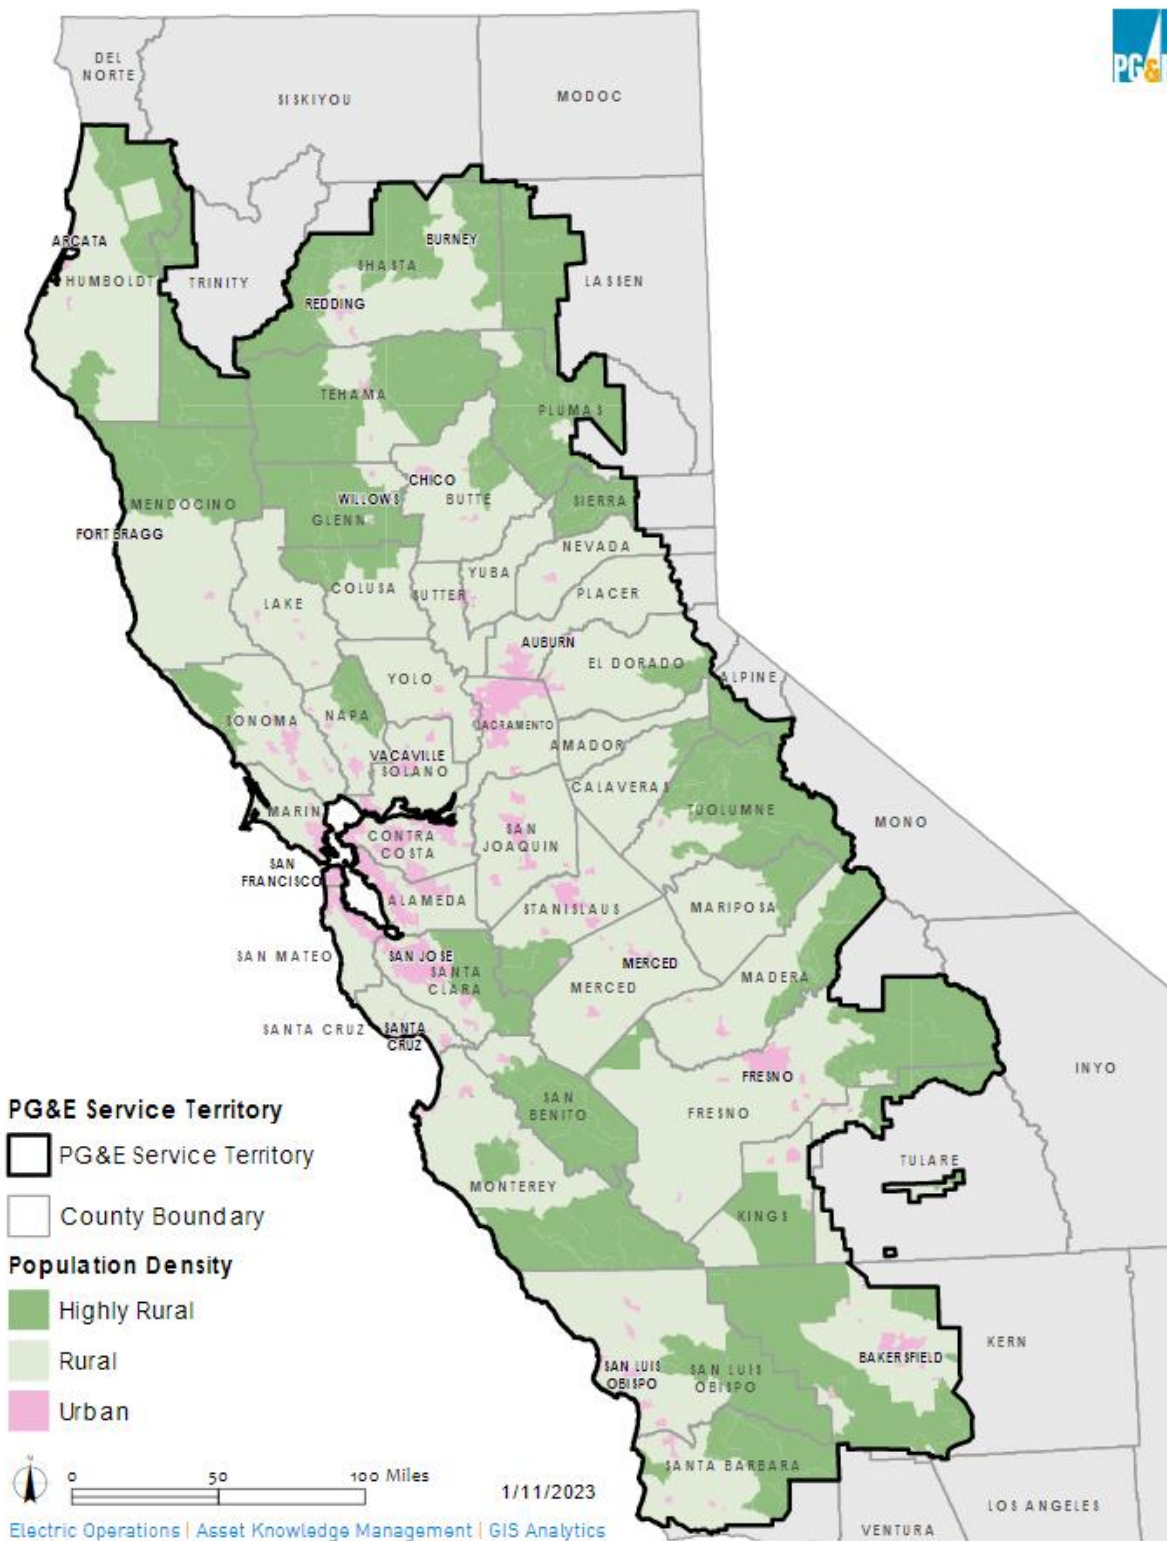 PG&E
DEL
NORTE
SISKIYOU
MODOC
ARCATA
HUMBOLDT
TRINITY
BURNEY
SHASTA
REDDING
LASSEN
TEHAMA
PLUMAS
CHICO
WILLOWS
BUTTE
GLENN
SIERRA
MENDOCINO
FORT BRAGG
NEVADA
YUBA
COLUSA
SUTTER
PLACER
LAKE
AUBURN
EL DORADO
YOLO
ALPINE
NAPA
SONOMA
SACRAMENTO
AMADOR
VACAVILLE
SOLANO
CALAVERAS
TUOLUMNE
MARIN
MONO
CONTRA
COSTA
SAN
JOAQUIN
SAN
FRANCISCO
ALAMEDA
STANISLAUS
MARIPOSA
SAN MATEO
SAN JOSE
SANTA
CLARA
MERCED
MERCED
MADERA
SANTA CRUZ
SANTA
CRUZ
INYO
FRESNO
SAN
BENITO
FRESNO
PG&E Service Territory
PG&E Service Territory
County Boundary
TULARE
MONTEREY
KINGS
Population Density
Highly Rural
Rural
Urban
KERN
BAKERSFIELD
SAN LUIS
OBISPO
SAN LUIS
OBISPO
SANTA BARBARA
N
0 50 100 Miles
1/11/2023
LOS ANGELES
VENTURA
Electric Operations | Asset Knowledge Management | GIS Analytics